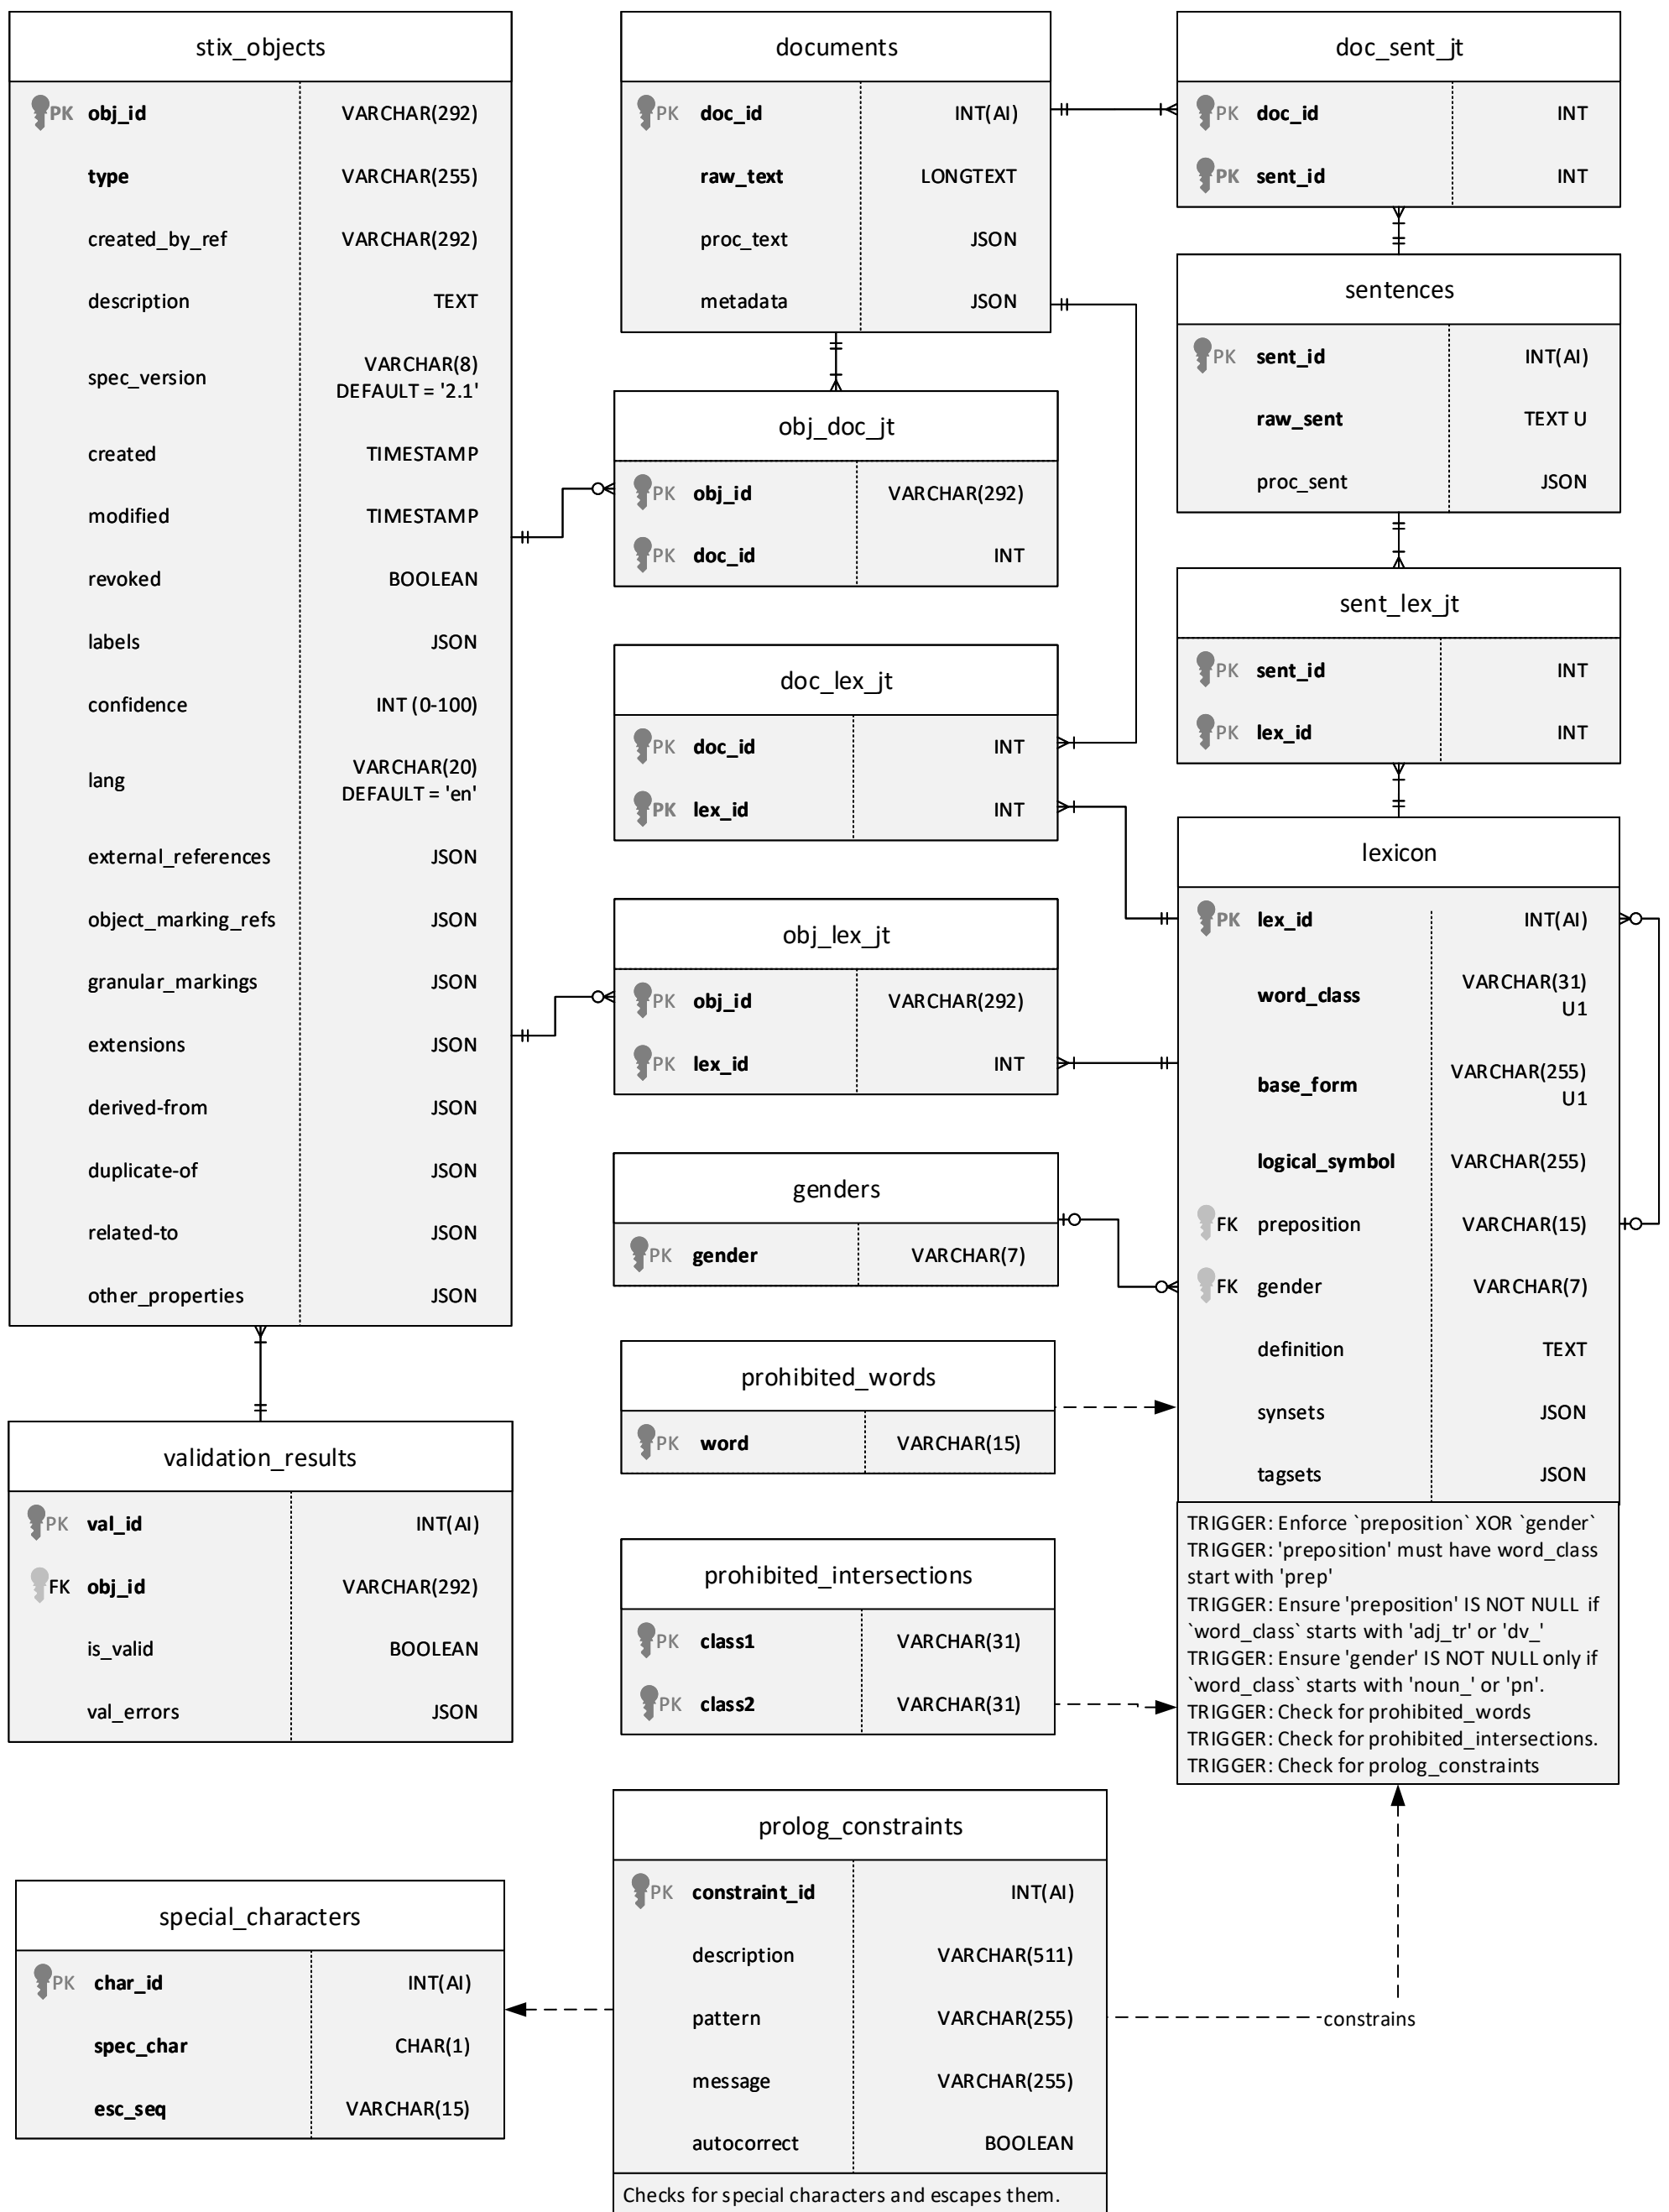 stix_objects
PK obj_id VARCHAR(292)
type VARCHAR(255)
created_by_ref VARCHAR(292)
description TEXT
spec_version VARCHAR(8)
DEFAULT = '2.1'
created TIMESTAMP
modified TIMESTAMP
revoked BOOLEAN
labels JSON
confidence INT (0-100)
lang VARCHAR(20)
DEFAULT = 'en'
external_references JSON
object_marking_refs JSON
granular_markings JSON
extensions JSON
derived-from JSON
duplicate-of JSON
related-to JSON
other_properties JSON
validation_results
PK val_id INT(AI)
FK obj_id VARCHAR(292)
is_valid BOOLEAN
val_errors JSON
special_characters
PK char_id INT(AI)
spec_char CHAR(1)
esc_seq VARCHAR(15)
documents
PK doc_id INT(AI)
raw_text LONGTEXT
proc_text JSON
metadata JSON
obj_doc_jt
PK obj_id VARCHAR(292)
PK doc_id INT
doc_lex_jt
PK doc_id INT
PK lex_id INT
obj_lex_jt
PK obj_id VARCHAR(292)
PK lex_id INT
genders
PK gender VARCHAR(7)
prohibited_words
PK word VARCHAR(15)
prohibited_intersections
PK class1 VARCHAR(31)
PK class2 VARCHAR(31)
prolog_constraints
PK constraint_id INT(AI)
description VARCHAR(511)
pattern VARCHAR(255)
message VARCHAR(255)
autocorrect BOOLEAN
Checks for special characters and escapes them.
doc_sent_jt
PK doc_id INT
PK sent_id INT
sentences
PK sent_id INT(AI)
raw_sent TEXT U
proc_sent JSON
sent_lex_jt
PK sent_id INT
PK lex_id INT
lexicon
PK lex_id INT(AI)
word_class VARCHAR(31)
U1
base_form VARCHAR(255)
U1
logical_symbol VARCHAR(255)
FK preposition VARCHAR(15)
FK gender VARCHAR(7)
definition TEXT
synsets JSON
tagsets JSON
TRIGGER: Enforce `preposition` XOR `gender`
TRIGGER: 'preposition' must have word_class
start with 'prep'
TRIGGER: Ensure 'preposition' IS NOT NULL if
`word_class` starts with 'adj_tr' or 'dv_'
TRIGGER: Ensure 'gender' IS NOT NULL only if
`word_class` starts with 'noun_' or 'pn'.
TRIGGER: Check for prohibited_words
TRIGGER: Check for prohibited_intersections.
TRIGGER: Check for prolog_constraints
constrains